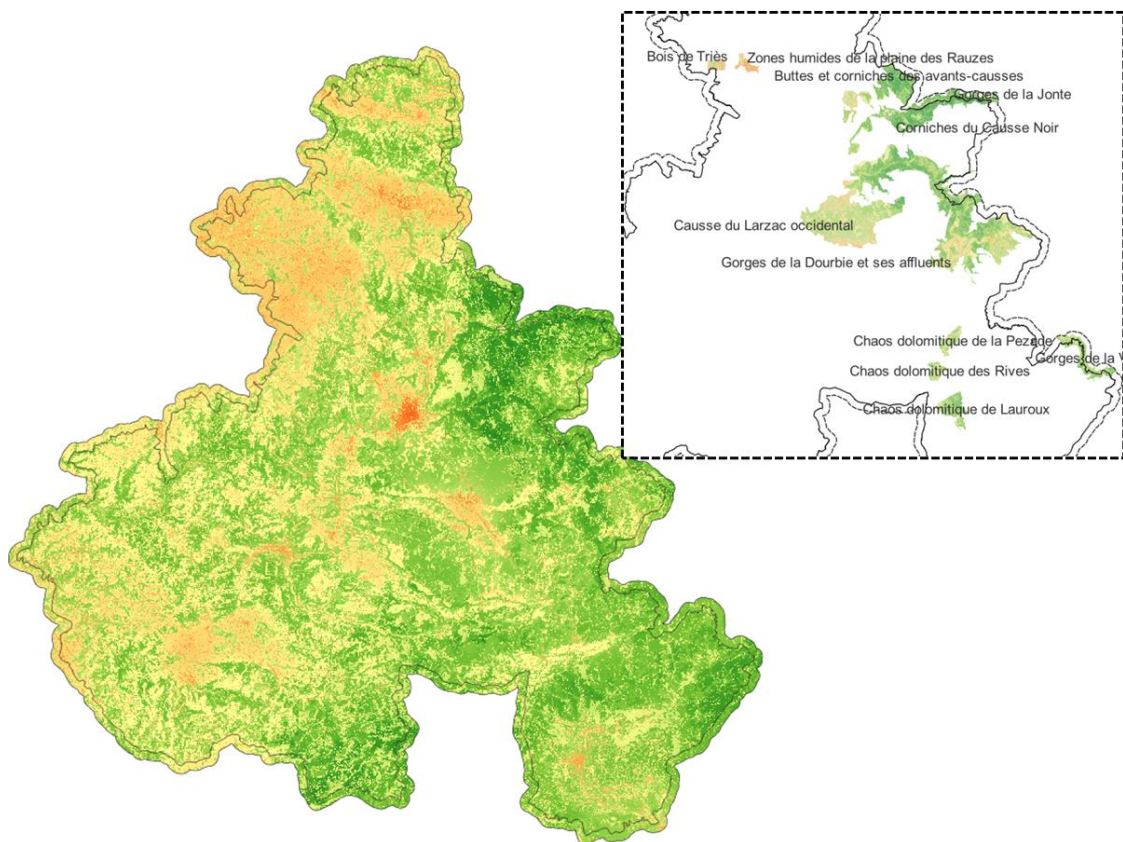 Bois de Triès
Zones humides de la plaine des Rauzes
Buttes et corniches des avants-causses
Gorges de la Jonte
Corniches du Causse Noir
Causse du Larzac occidental
Gorges de la Dourbie et ses affluents
Chaos dolomitique de la Pezade
Gorges de la V
Chaos dolomitique des Rives
Chaos dolomitique de Lauroux